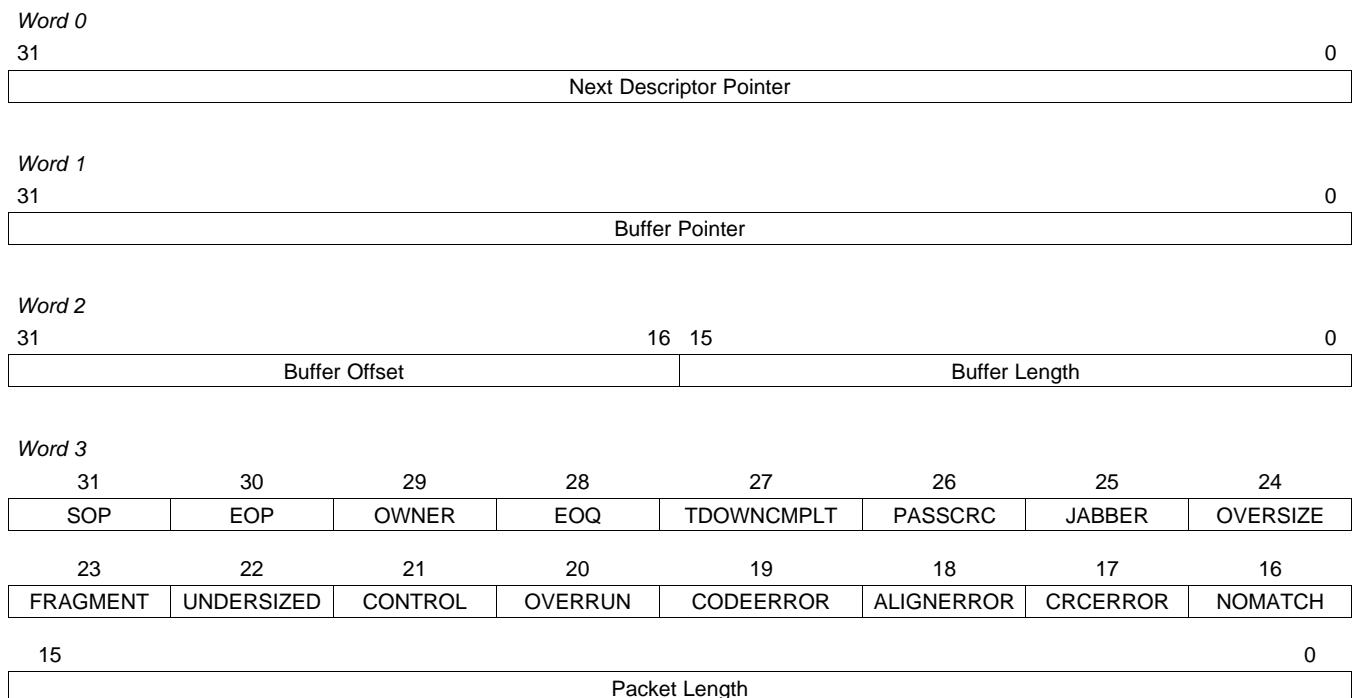 Word 0
31 0
Next Descriptor Pointer
Word 1
31 0
Buffer Pointer
Word 2
31 16 15 0
Buffer Offset Buffer Length
Word 3
31 30 29 28 27 26 25 24
SOP EOP OWNER EOQ TDOWNCMPLT PASSCRC JABBER OVERSIZE
23 22 21 20 19 18 17 16
FRAGMENT UNDERSIZED CONTROL OVERRUN CODEERROR ALIGNERROR CRCERROR NOMATCH
15 0
Packet Length